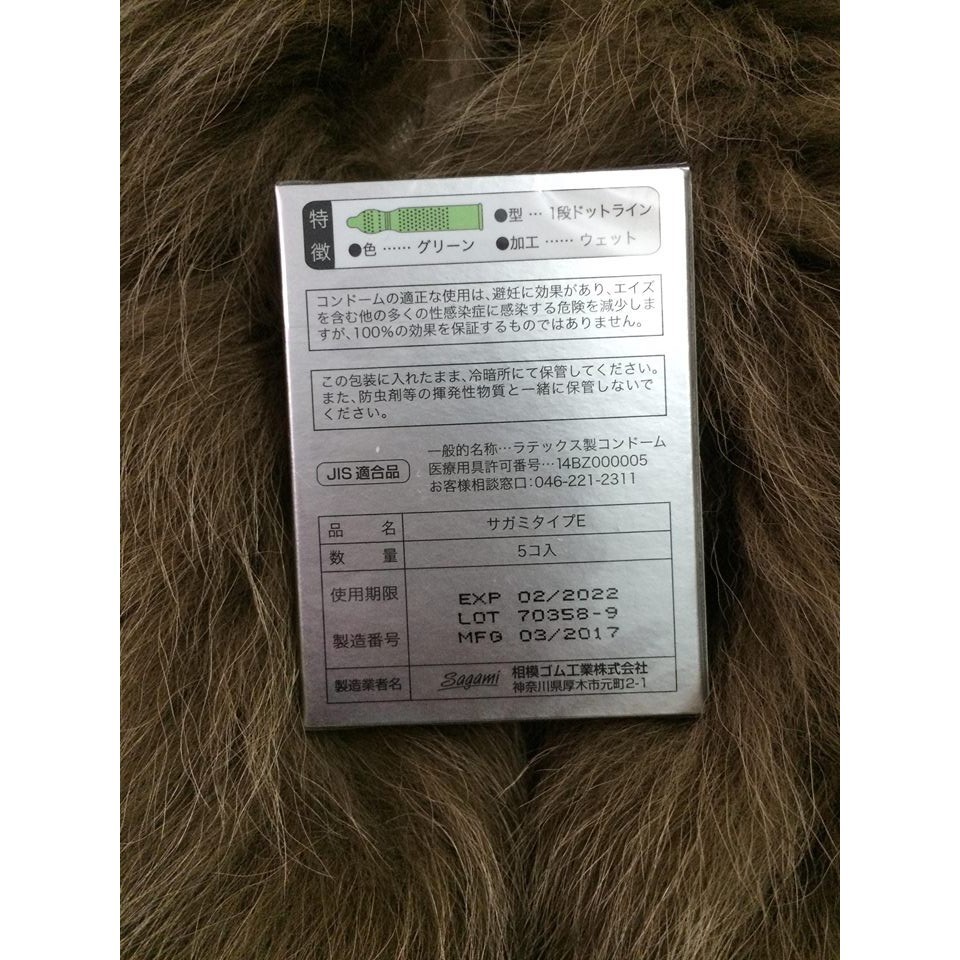 特徴
●型 … 1段ドットライン
●色 …… グリーン ●加工 …… ウェット
コンドームの適正な使用は、避妊に効果があり、エイズ
を含む他の多くの性感染症に感染する危険を減少しま
すが、100%の効果を保証するものではありません。
この包装に入れたまま、冷暗所にて保管してください。
また、防虫剤等の揮発性物質と一緒に保管しないで
ください。
JIS適合品
一般的名称…ラテックス製コンドーム
医療用具許可番号…14BZ000005
お客様相談窓口:046-221-2311
品名 サガミタイプE
数量 5コ入
使用期限
製造番号
EXP 02/2022
LOT 70358-9
MFG 03/2017
製造業者名
Sagami 相模ゴム工業株式会社
神奈川県厚木市元町2-1